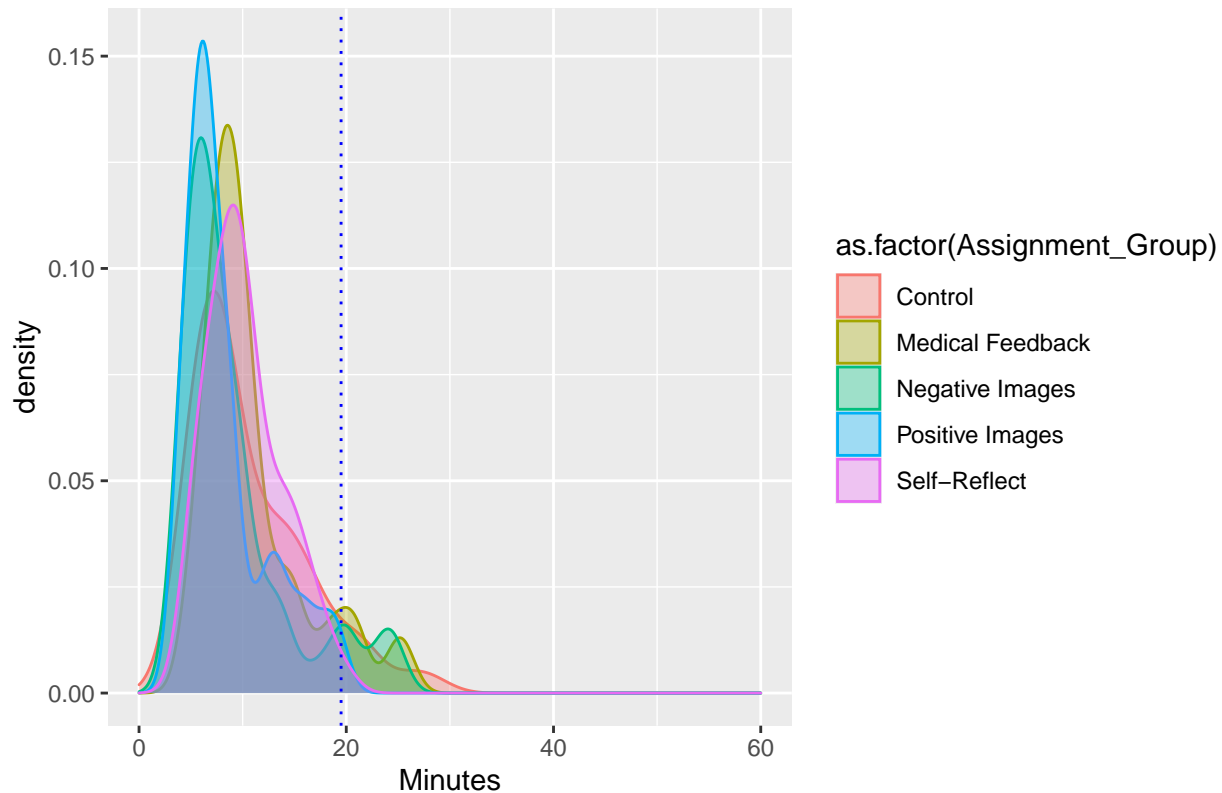 0.15
0.10
0.05
0.00
density
0
20
40
60
Minutes
as.factor(Assignment_Group)
Control
Medical Feedback
Negative Images
Positive Images
Self−Reflect